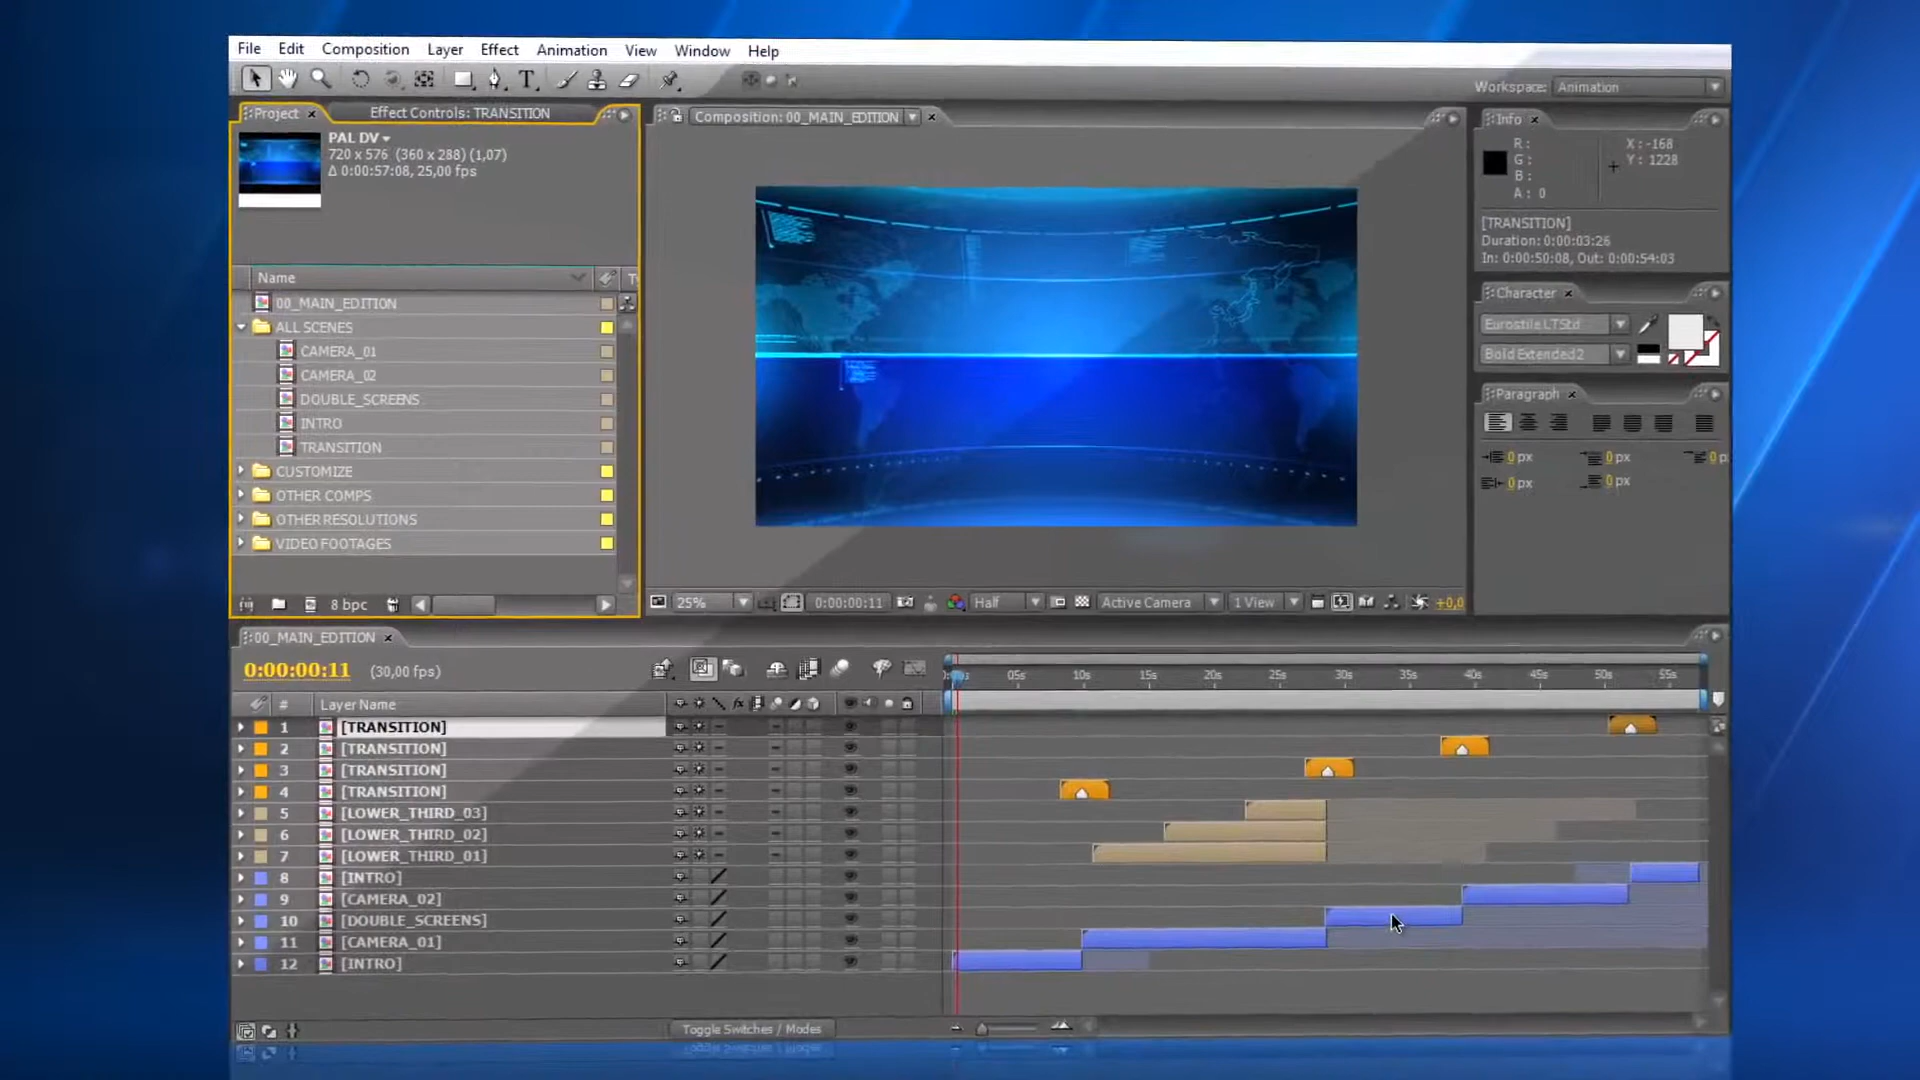 File Edit Composition Layer Effect Animation View Window Help
Workspace: Animation
Project Effect Controls: TRANSITION
Composition: 00_MAIN_EDITION
Info
PAL DV
720 x 576 (360 x 288) (1,07)
Δ 0:00:57:08, 25,00 fps
R:
G:
B:
A: 0
X: -168
Y: 1228
[TRANSITION]
Duration: 0:00:03:26
In: 0:00:50:08, Out: 0:00:54:03
Name
00_MAIN_EDITION
ALL SCENES
CAMERA_01
CAMERA_02
DOUBLE_SCREENS
INTRO
TRANSITION
CUSTOMIZE
OTHER COMPS
OTHER RESOLUTIONS
VIDEO FOOTAGES
8 bpc
Character
Eurostile LT Std
Bold Extended 2
Paragraph
0 px 0 px 0 p
0 px 0 px
25% 0:00:00:11 Half Active Camera 1 View +0,0
00_MAIN_EDITION
0:00:00:11 (30,00 fps)
05s 10s 15s 20s 25s 30s 35s 40s 45s 50s 55s
# Layer Name
1 [TRANSITION]
2 [TRANSITION]
3 [TRANSITION]
4 [TRANSITION]
5 [LOWER_THIRD_03]
6 [LOWER_THIRD_02]
7 [LOWER_THIRD_01]
8 [INTRO]
9 [CAMERA_02]
10 [DOUBLE_SCREENS]
11 [CAMERA_01]
12 [INTRO]
Toggle Switches / Modes